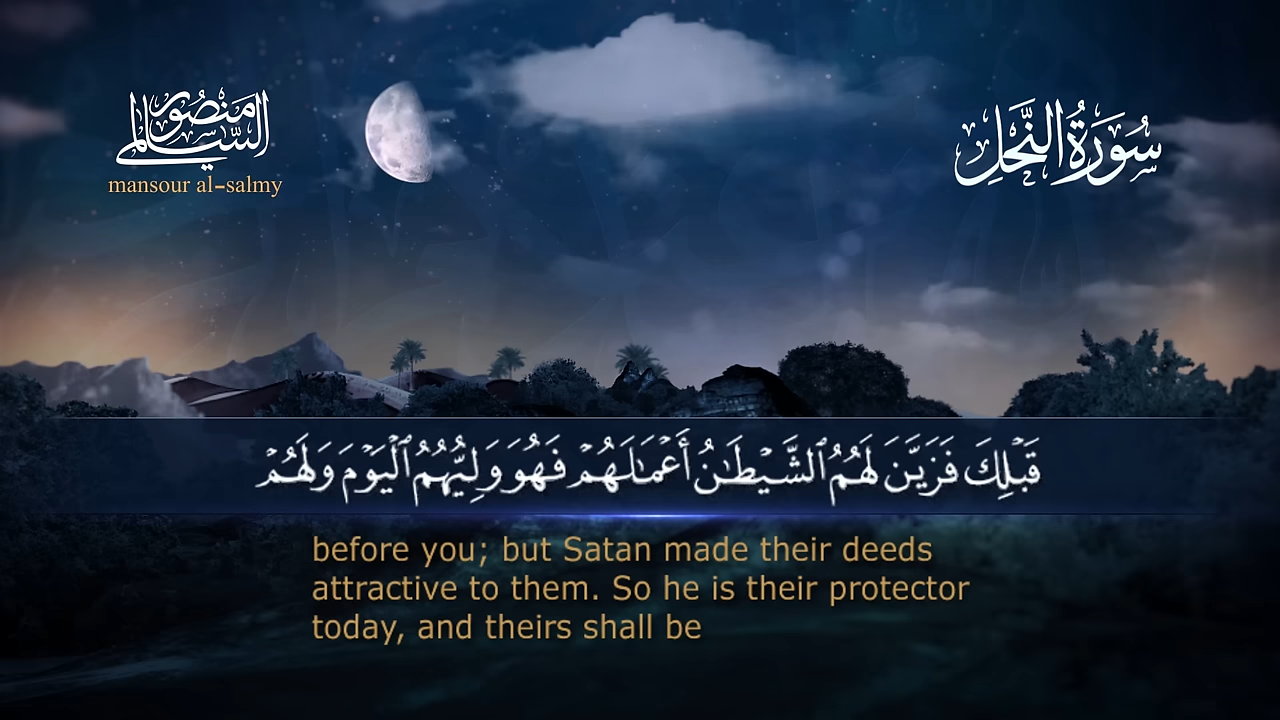 منصور السالمي
mansour al-salmy
سُورَةُ النَّحْلِ
قَبْلِكَ فَزَيَّنَ لَهُمُ ٱلشَّيْطَـٰنُ أَعْمَـٰلَهُمْ فَهُوَ وَلِيُّهُمُ ٱلْيَوْمَ وَلَهُمْ
before you; but Satan made their deeds
attractive to them. So he is their protector
today, and theirs shall be